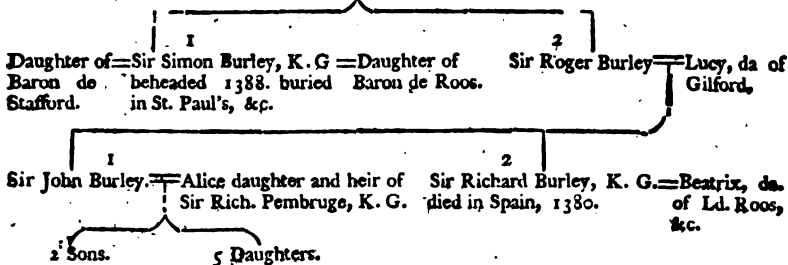 1 2
Daughter of=Sir Simon Burley, K. G =Daughter of Sir Roger Burley=Lucy, da of
Baron de beheaded 1388. buried Baron de Roos. Gilford,
Stafford. in St. Paul's, &c.
1 2
Sir John Burley.=Alice daughter and heir of Sir Richard Burley, K. G.=Beatrix, da.
Sir Rich. Pembruge, K. G. died in Spain, 1380. of Ld. Roos,
&c.
2 Sons. 5 Daughters.